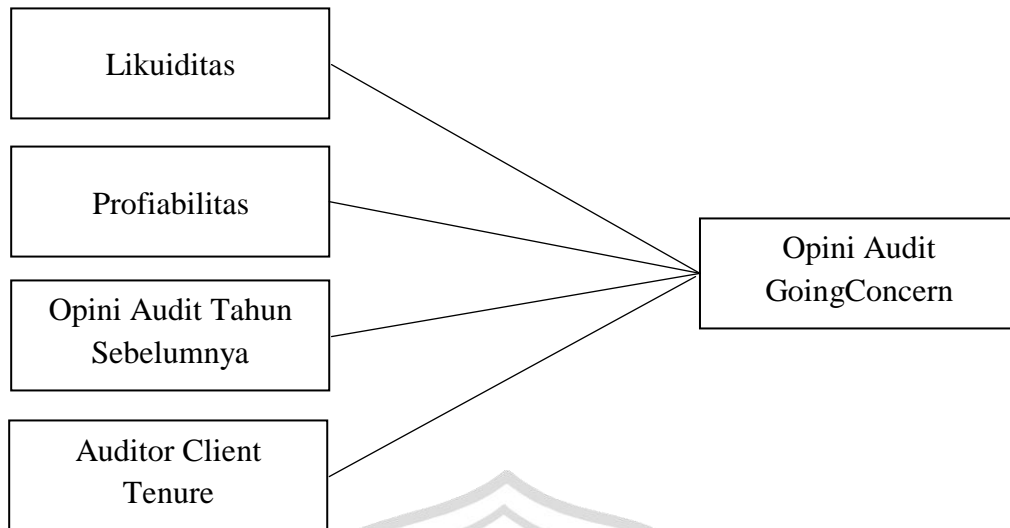 Likuiditas
Profiabilitas
Opini Audit Tahun
Sebelumnya
Auditor Client
Tenure
Opini Audit
GoingConcern